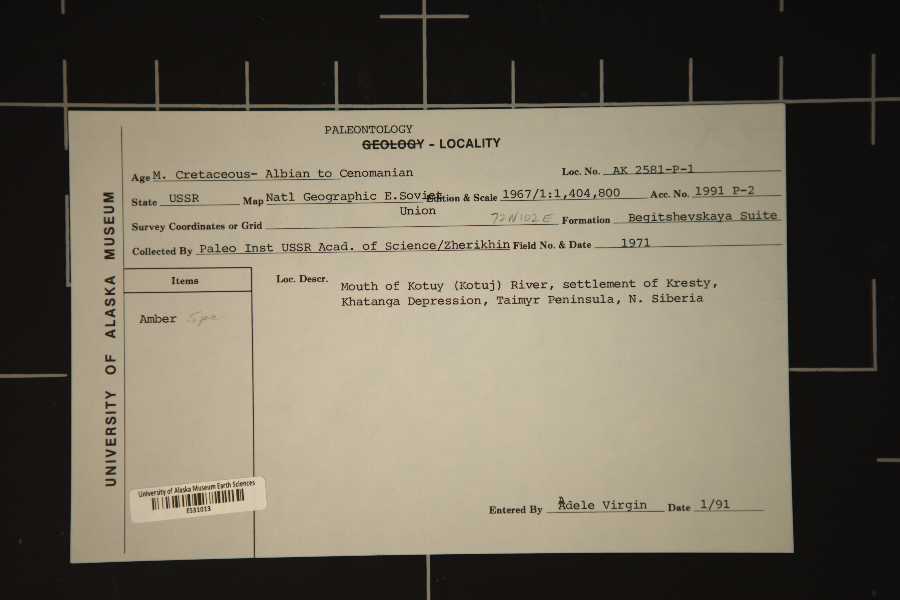 PALEONTOLOGY
GEOLOGY - LOCALITY
Age M. Cretaceous- Albian to Cenomanian Loc. No. AK 2581-P-1
State USSR Map Natl Geographic E.Soviet Edition & Scale 1967/1:1,404,800 Acc. No. 1991 P-2
Union
Survey Coordinates or Grid 72N102E Formation Begitshevskaya Suite
Collected By Paleo Inst USSR Acad. of Science/Zherikhin Field No. & Date 1971
Items
Loc. Descr. Mouth of Kotuy (Kotuj) River, settlement of Kresty,
Khatanga Depression, Taimyr Peninsula, N. Siberia
Amber 5pc
UNIVERSITY OF ALASKA MUSEUM
University of Alaska Museum Earth Sciences
ES31013
Entered By Adele Virgin Date 1/91